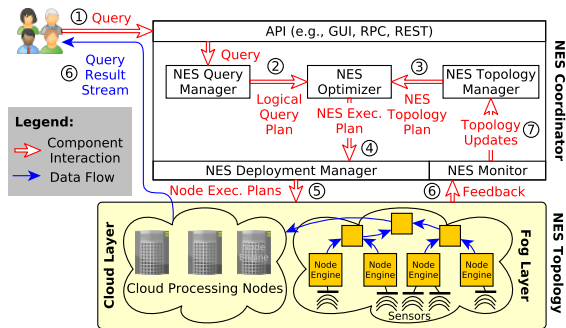 ① Query
API (e.g., GUI, RPC, REST)
Query
⑥ Query
Result
Stream
NES Query
Manager
②
Logical
Query
Plan
NES
Optimizer
③
NES
Topology
Plan
NES Topology
Manager
NES Exec.
Plan
④
Topology
Updates
⑦
NES Coordinator
Legend:
Component
Interaction
Data Flow
NES Deployment Manager
NES Monitor
Node Exec. Plans
⑤
⑥ Feedback
Cloud Layer
Node
Engine
Cloud Processing Nodes
Node
Engine
Node
Engine
Node
Engine
Node
Engine
Sensors
Fog Layer
NES Topology